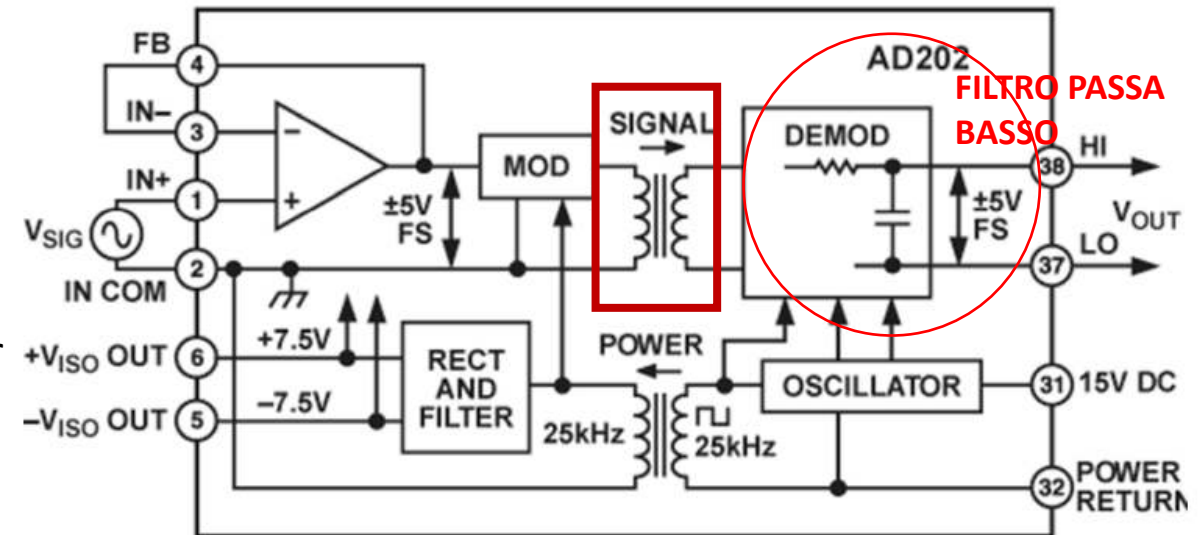 FB
4
IN–
3
IN+
1
VSIG
2
IN COM
+VISO OUT
6
–VISO OUT
5
–
+
±5V
FS
MOD
SIGNAL
AD202
FILTRO PASSA
BASSO
DEMOD
±5V
FS
38
HI
VOUT
LO
37
+7.5V
–7.5V
RECT
AND
FILTER
POWER
25kHz
25kHz
OSCILLATOR
31
15V DC
32
POWER
RETURN